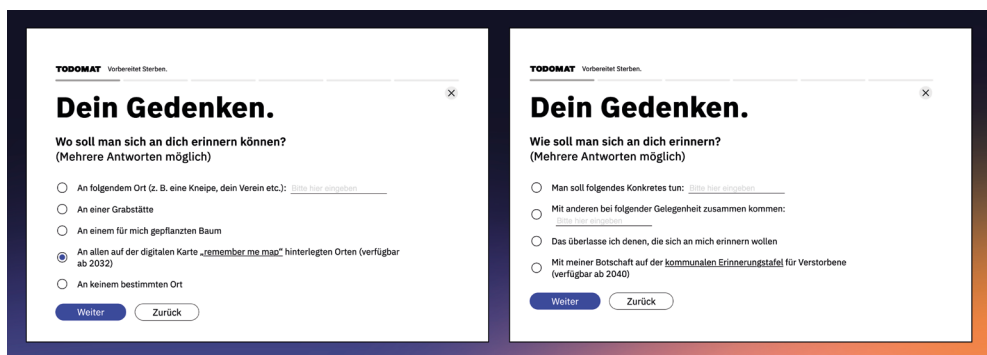 TODOMAT Vorbereitet Sterben.
Dein Gedenken.
Wo soll man sich an dich erinnern können?
(Mehrere Antworten möglich)
An folgendem Ort (z. B. eine Kneipe, dein Verein etc.): Bitte hier eingeben
An einer Grabstätte
An einem für mich gepflanzten Baum
An allen auf der digitalen Karte „remember me map" hinterlegten Orten (verfügbar
ab 2032)
An keinem bestimmten Ort
Weiter Zurück
TODOMAT Vorbereitet Sterben.
Dein Gedenken.
Wie soll man sich an dich erinnern?
(Mehrere Antworten möglich)
Man soll folgendes Konkretes tun: Bitte hier eingeben
Mit anderen bei folgender Gelegenheit zusammen kommen:
Bitte hier eingeben
Das überlasse ich denen, die sich an mich erinnern wollen
Mit meiner Botschaft auf der kommunalen Erinnerungstafel für Verstorbene
(verfügbar ab 2040)
Weiter Zurück